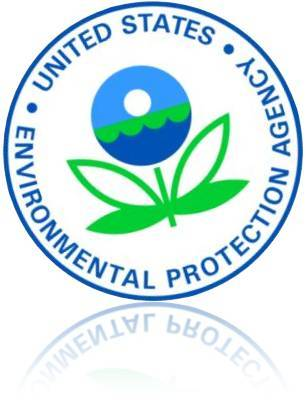 UNITED STATES
ENVIRONMENTAL PROTECTION AGENCY